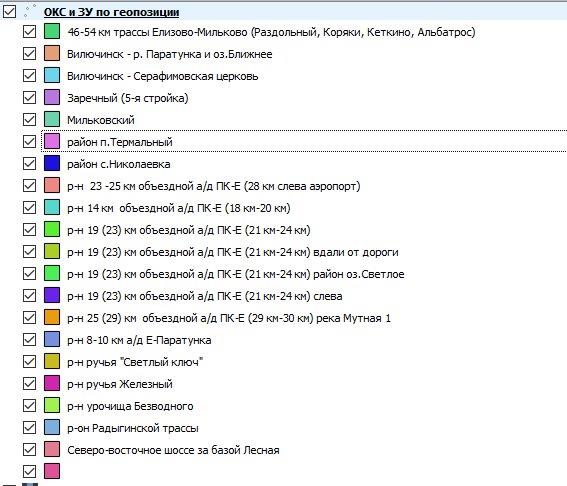 ОКС и ЗУ по геопозиции
46-54 км трассы Елизово-Мильково (Раздольный, Коряки, Кеткино, Альбатрос)
Вилючинск - р. Паратунка и оз.Ближнее
Вилючинск - Серафимовская церковь
Заречный (5-я стройка)
Мильковский
район п.Термальный
район с.Николаевка
р-н  23 -25 км объездной а/д ПК-Е (28 км слева аэропорт)
р-н 14 км  объездной а/д ПК-Е (18 км-20 км)
р-н 19 (23) км объездной а/д ПК-Е (21 км-24 км)
р-н 19 (23) км объездной а/д ПК-Е (21 км-24 км) вдали от дороги
р-н 19 (23) км объездной а/д ПК-Е (21 км-24 км) район оз.Светлое
р-н 19 (23) км объездной а/д ПК-Е (21 км-24 км) слева
р-н 25 (29) км  объездной а/д ПК-Е (29 км-30 км) река Мутная 1
р-н 8-10 км а/д Е-Паратунка
р-н ручья "Светлый ключ"
р-н ручья Железный
р-н урочища Безводного
р-он Радыгинской трассы
Северо-восточное шоссе за базой Лесная